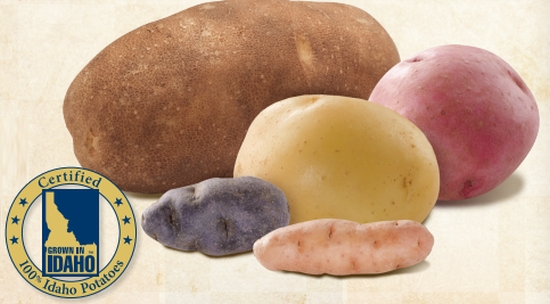 Certified
GROWN IN
IDAHO
100% Idaho Potatoes